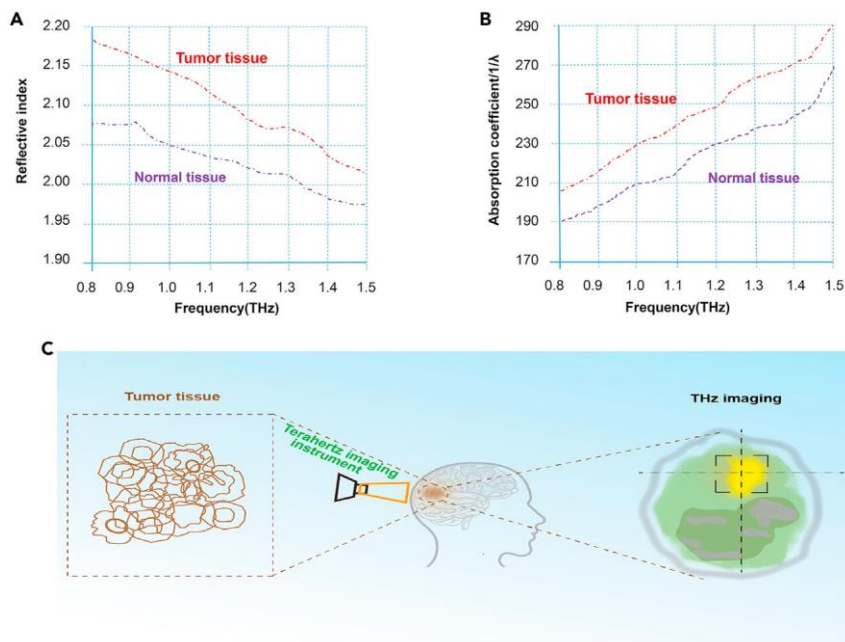 A
2.20
2.15
2.10
2.05
2.00
1.95
1.90
Reflective index
Tumor tissue
Normal tissue
0.8 0.9 1.0 1.1 1.2 1.3 1.4 1.5
Frequency(THz)
B
290
270
250
230
210
190
170
Absorption coefficient/1/λ
Tumor tissue
Normal tissue
0.8 0.9 1.0 1.1 1.2 1.3 1.4 1.5
Frequency(THz)
C
Tumor tissue
Terahertz imaging
instrument
THz imaging